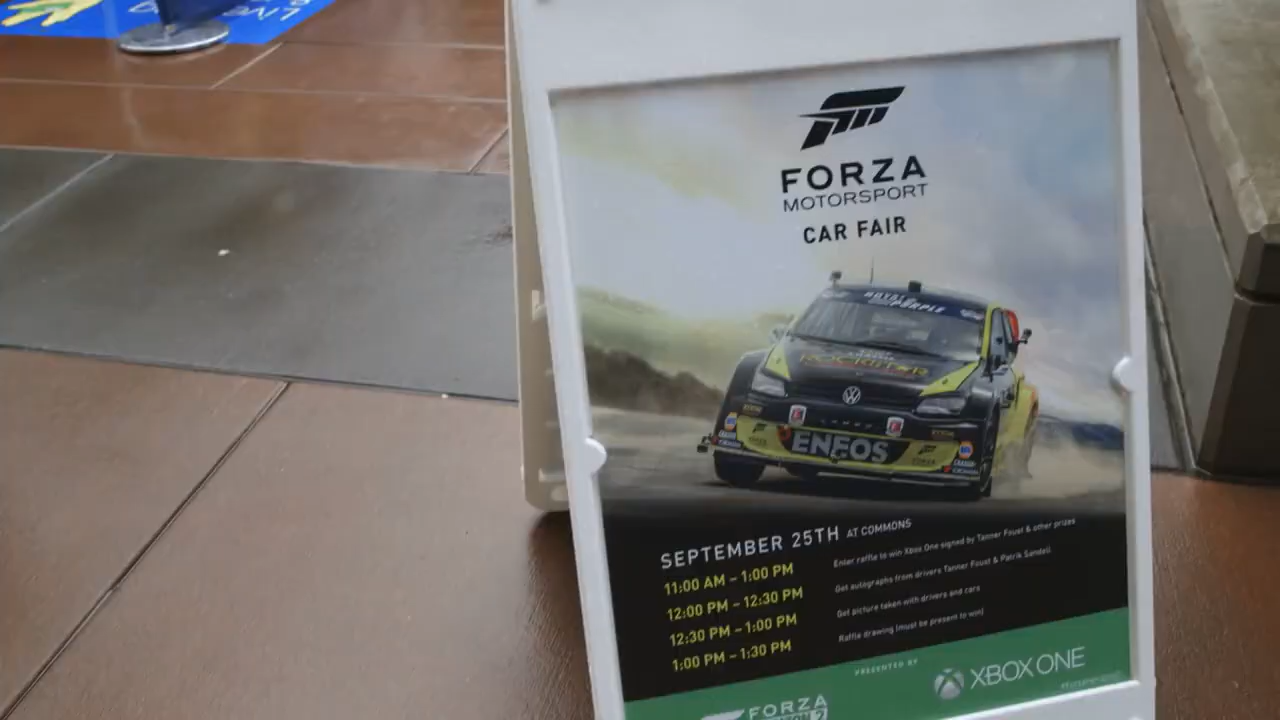 FORZA
MOTORSPORT
CAR FAIR
ROYAL
PURPLE
ROCKSTAR
ENEOS
SEPTEMBER 25TH AT COMMONS
11:00 AM – 1:00 PM Enter raffle to win Xbox One signed by Tanner Foust & other prizes
12:00 PM – 12:30 PM Get autographs from drivers Tanner Foust & Patrik Sandell
12:30 PM – 1:00 PM Get picture taken with drivers and cars
1:00 PM – 1:30 PM Raffle drawing (must be present to win)
PRESENTED BY
XBOX ONE
FORZA